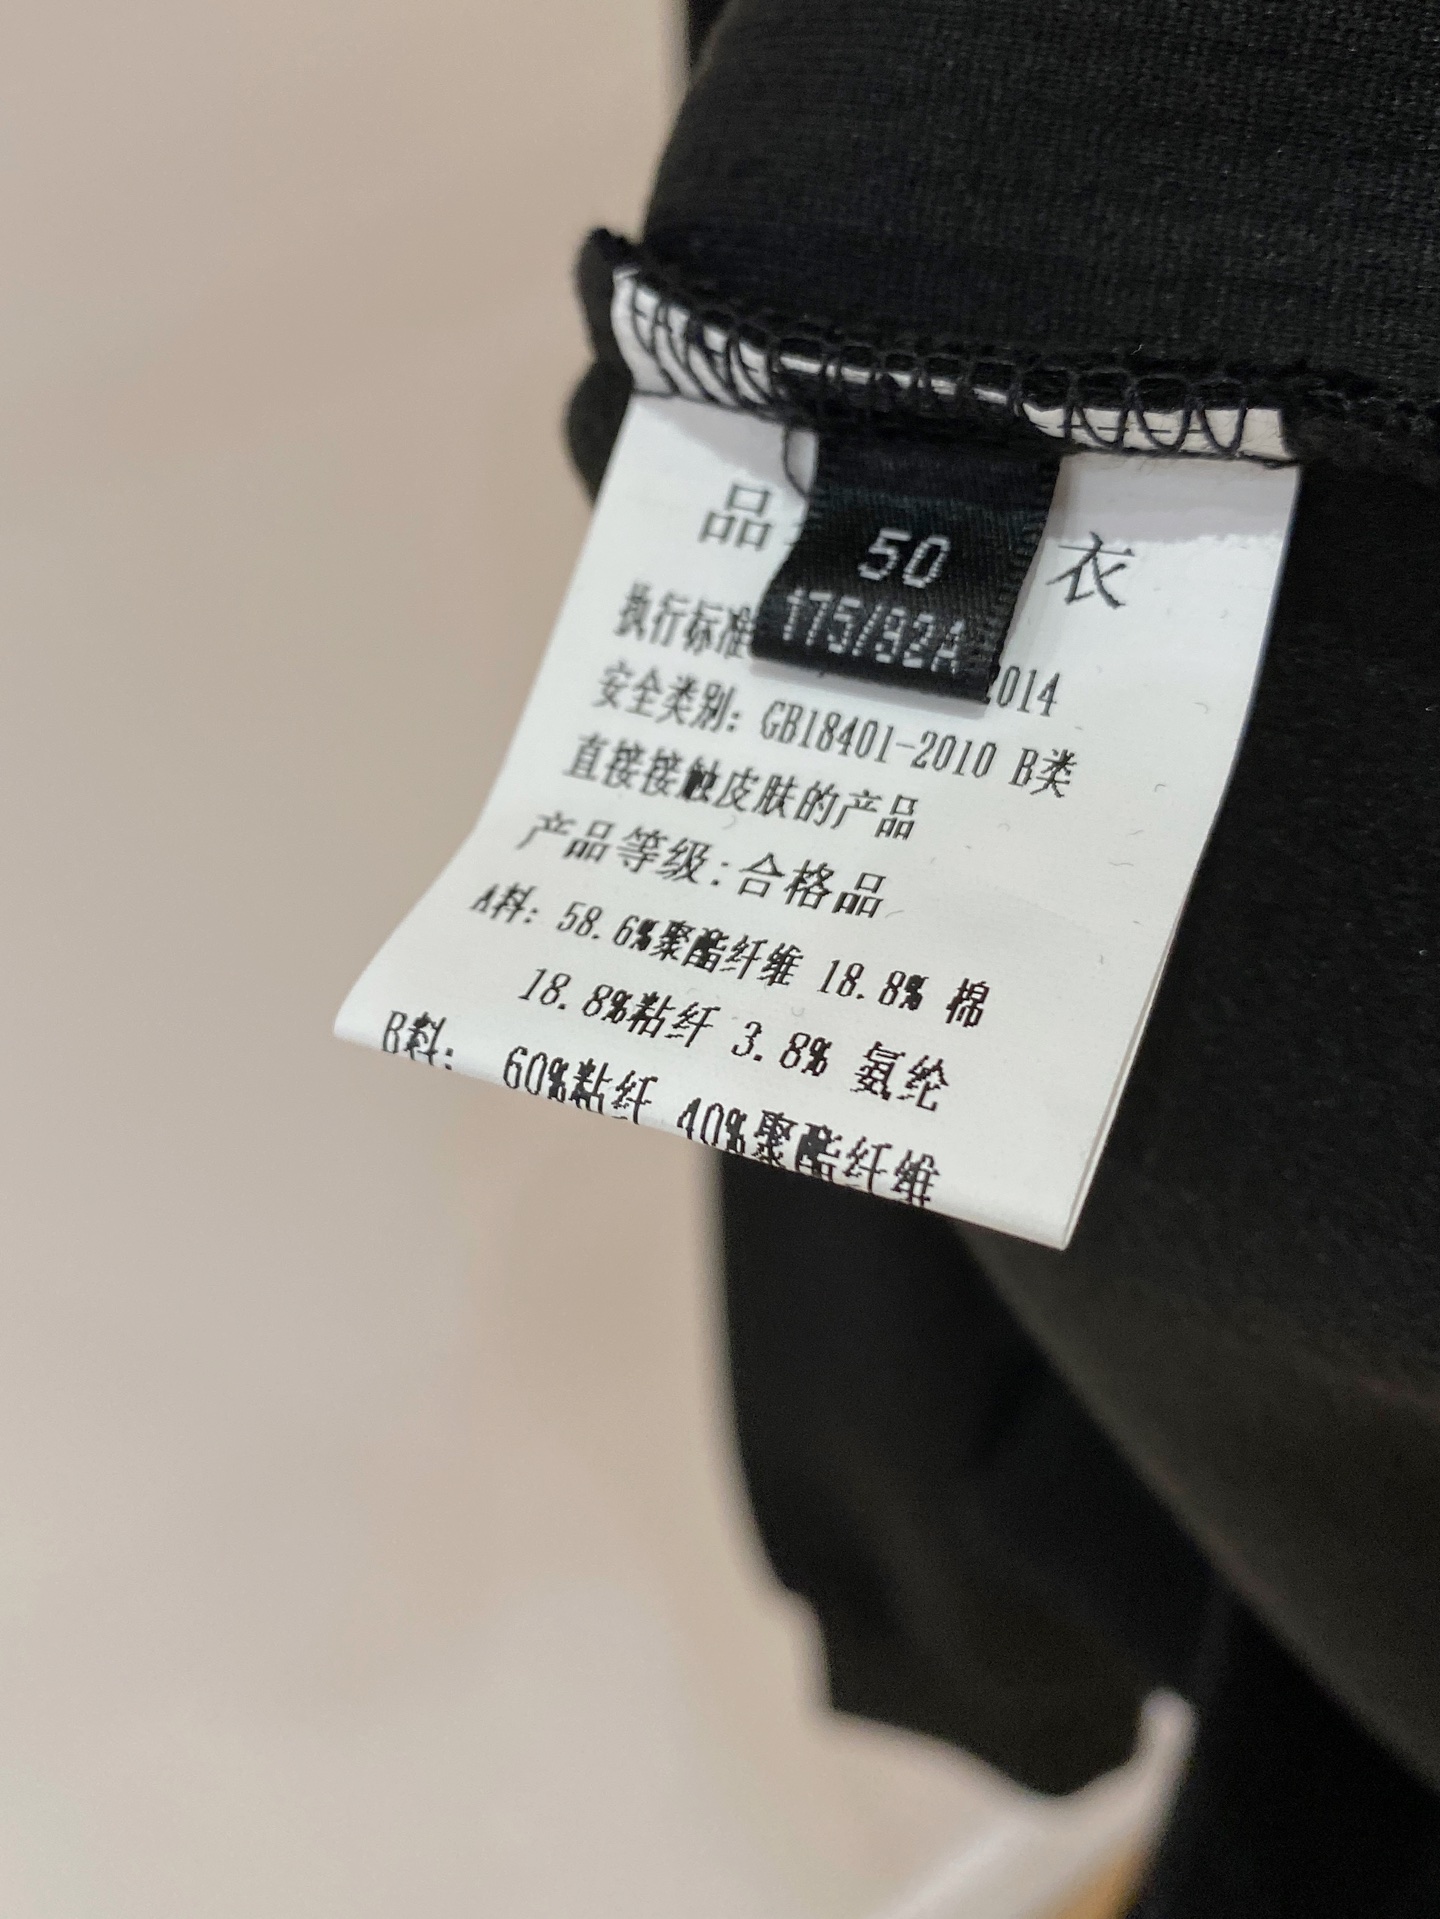 品 衣
50
175/92A
执行标准 2014
安全类别: GB18401-2010 B类
直接接触皮肤的产品
产品等级:合格品
A料: 58.6%聚酯纤维 18.8% 棉
18.8%粘纤 3.8% 氨纶
B料: 60%粘纤 40%聚酯纤维